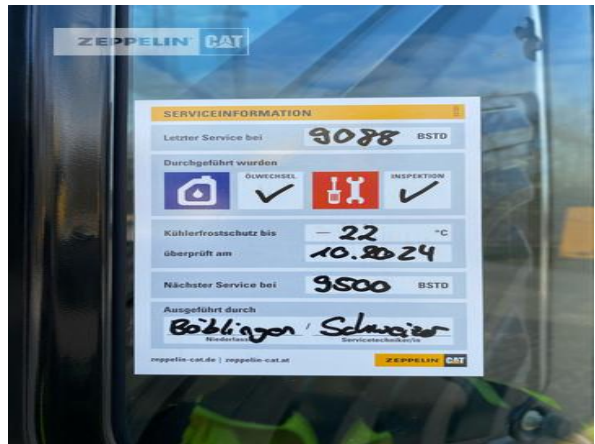 ZEPPELIN CAT
SERVICEINFORMATION
Letzter Service bei 9088 BSTD
Durchgeführt wurden
ÖLWECHSEL INSPEKTION
Kühlerfrostschutz bis – 22 °C
überprüft am 10.2024
Nächster Service bei 9500 BSTD
Ausgeführt durch
Böblingen / Schweizer
Servicetechniker/in
zeppelin-cat.de | zeppelin-cat.at ZEPPELIN CAT